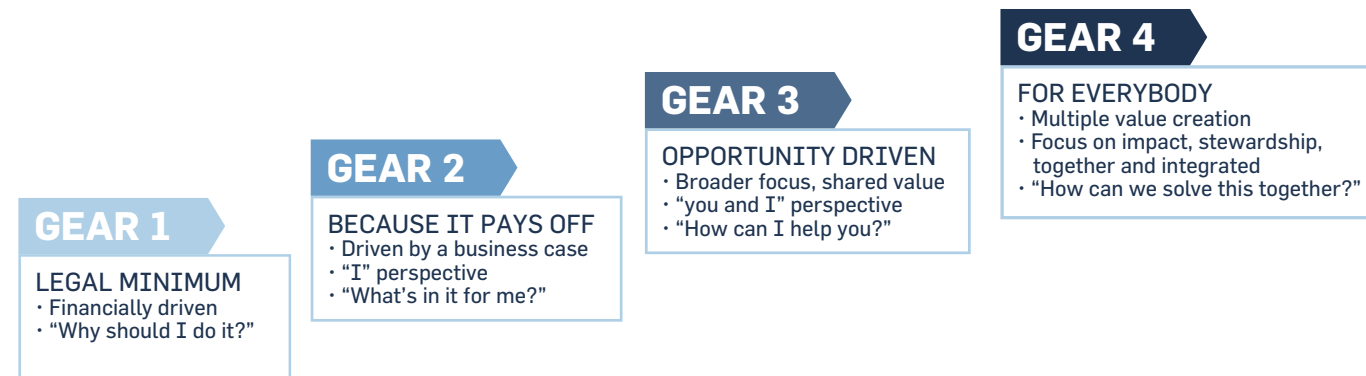 GEAR 1
LEGAL MINIMUM
· Financially driven
· “Why should I do it?”
GEAR 2
BECAUSE IT PAYS OFF
· Driven by a business case
· “I” perspective
· “What’s in it for me?”
GEAR 3
OPPORTUNITY DRIVEN
· Broader focus, shared value
· “you and I” perspective
· “How can I help you?”
GEAR 4
FOR EVERYBODY
· Multiple value creation
· Focus on impact, stewardship,
together and integrated
· “How can we solve this together?”